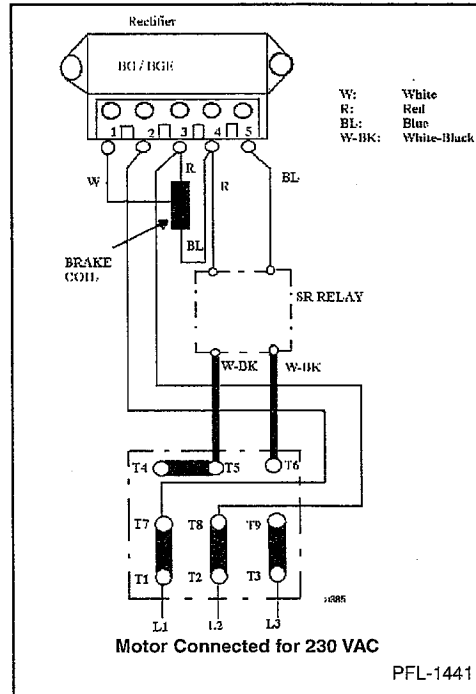 Rectifier
BG / BGE
1 2 3 4 5
W: White
R: Red
BL: Blue
W-BK: White-Black
W
R
BL
R
BL
BRAKE
COIL
SR RELAY
W-BK W-BK
T4 T5 T6
T7 T8 T9
T1 T2 T3
L1 L2 L3
Motor Connected for 230 VAC
PFL-1441